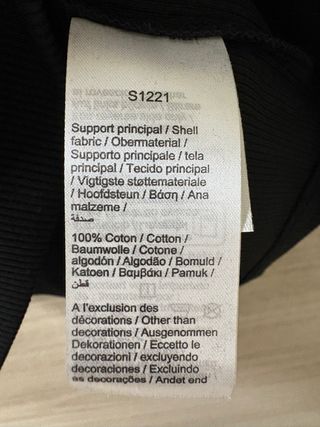 S1221
Support principal / Shell
fabric / Obermaterial /
Supporto principale / tela
principal / Tecido principal
/ Vigtigste støttemateriale
/ Hoofdsteun / Βάση / Ana
malzeme /
صدفة
100% Coton / Cotton /
Baumwolle / Cotone /
algodón / Algodão / Bomuld /
Katoen / Βαμβάκι / Pamuk /
قطن
A l'exclusion des
décorations / Other than
decorations / Ausgenommen
Dekorationen / Eccetto le
decorazioni / excluyendo
decoraciones / Excluindo
as decorações / Andet end